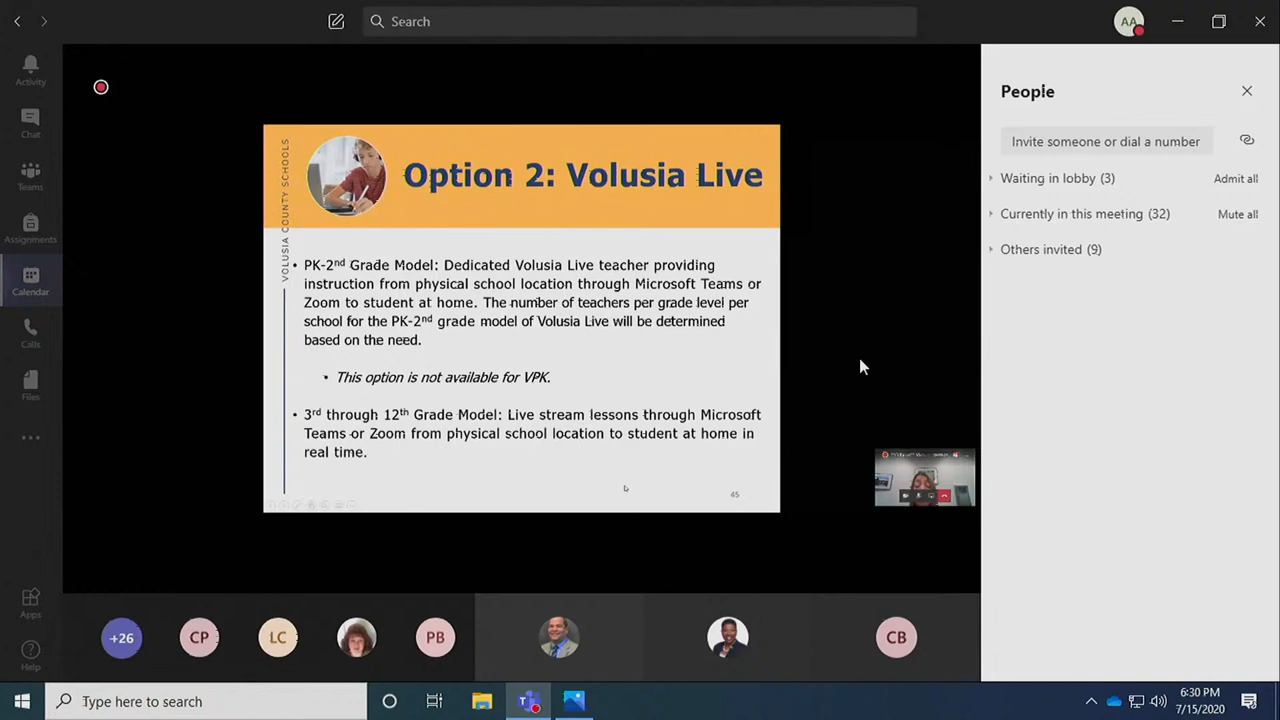 Search
AA
Activity
Chat
Teams
Assignments
Calendar
Calls
Files
Apps
Help
VOLUSIA COUNTY SCHOOLS
Option 2: Volusia Live
• PK-2nd Grade Model: Dedicated Volusia Live teacher providing
instruction from physical school location through Microsoft Teams or
Zoom to student at home. The number of teachers per grade level per
school for the PK-2nd grade model of Volusia Live will be determined
based on the need.
• This option is not available for VPK.
• 3rd through 12th Grade Model: Live stream lessons through Microsoft
Teams or Zoom from physical school location to student at home in
real time.
45
People
Invite someone or dial a number
Waiting in lobby (3)
Admit all
Currently in this meeting (32)
Mute all
Others invited (9)
+26
CP
LC
PB
CB
Type here to search
6:30 PM
7/15/2020